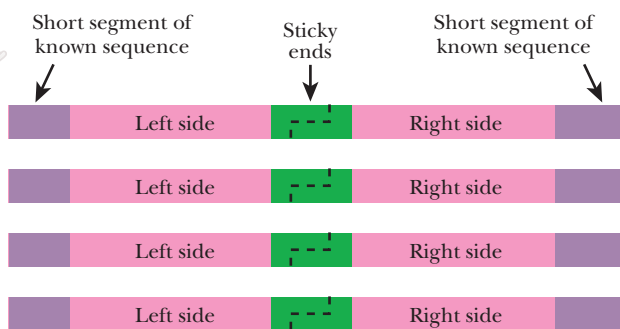 Short segment of
known sequence
Sticky
ends
Short segment of
known sequence
Left side
Right side
Left side
Right side
Left side
Right side
Left side
Right side